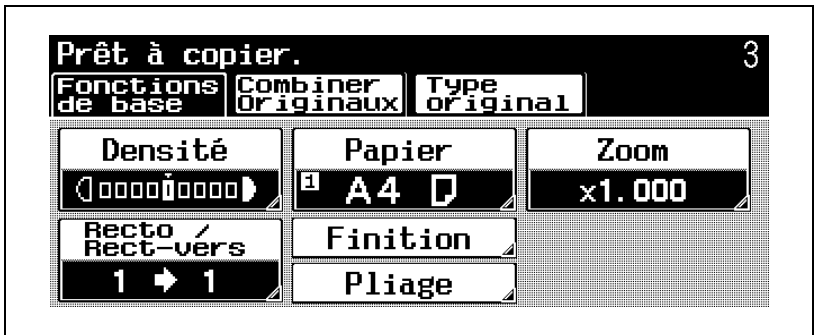 Prêt à copier. 3
Fonctions de base
Combiner Originaux
Type original
Densité
Papier
Zoom
1 A4
x1.000
Recto / Rect-vers
1 → 1
Finition
Pliage